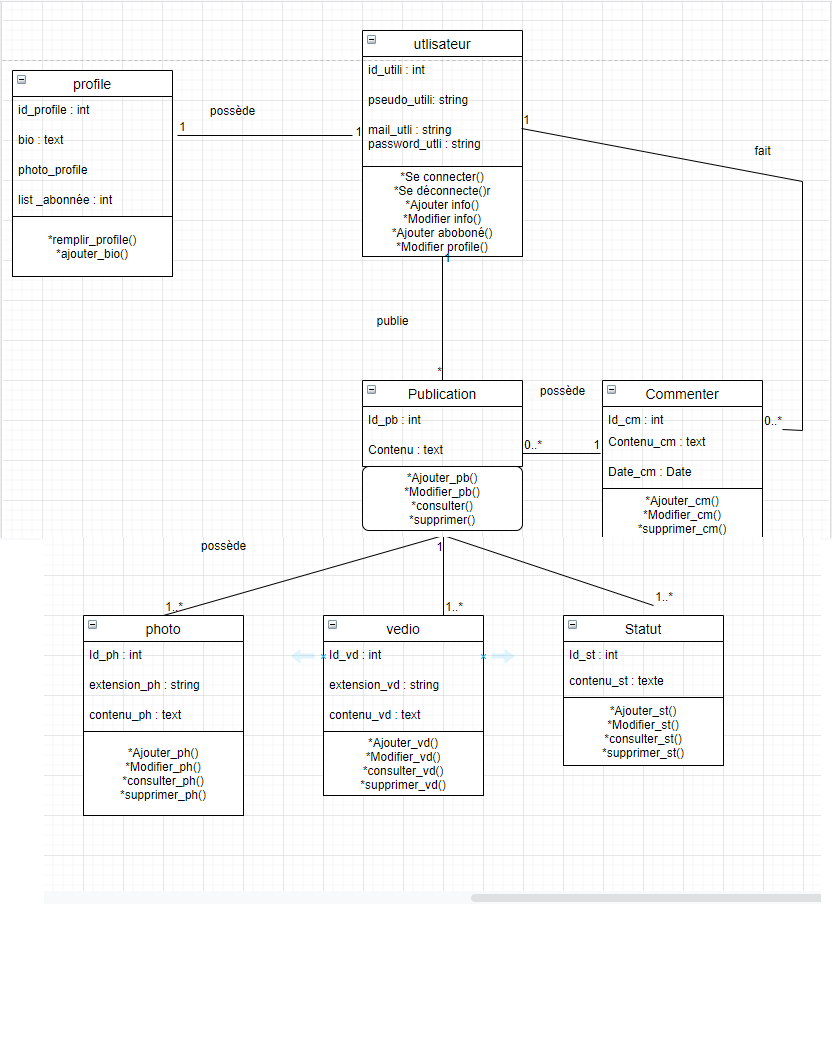 utlisateur
id_utili : int
pseudo_utili: string
mail_utli : string
password_utli : string
*Se connecter()
*Se déconnecte()r
*Ajouter info()
*Modifier info()
*Ajouter aboboné()
*Modifier profile()
profile
id_profile : int
bio : text
photo_profile
list _abonnée : int
*remplir_profile()
*ajouter_bio()
possède
1
1
1
fait
0..*
1
publie
*
Publication
Id_pb : int
Contenu : text
*Ajouter_pb()
*Modifier_pb()
*consulter()
*supprimer()
possède
0..*
1
Commenter
Id_cm : int
Contenu_cm : text
Date_cm : Date
*Ajouter_cm()
*Modifier_cm()
*supprimer_cm()
possède
1
1..*
1..*
1..*
photo
Id_ph : int
extension_ph : string
contenu_ph : text
*Ajouter_ph()
*Modifier_ph()
*consulter_ph()
*supprimer_ph()
vedio
Id_vd : int
extension_vd : string
contenu_vd : text
*Ajouter_vd()
*Modifier_vd()
*consulter_vd()
*supprimer_vd()
Statut
Id_st : int
contenu_st : texte
*Ajouter_st()
*Modifier_st()
*consulter_st()
*supprimer_st()